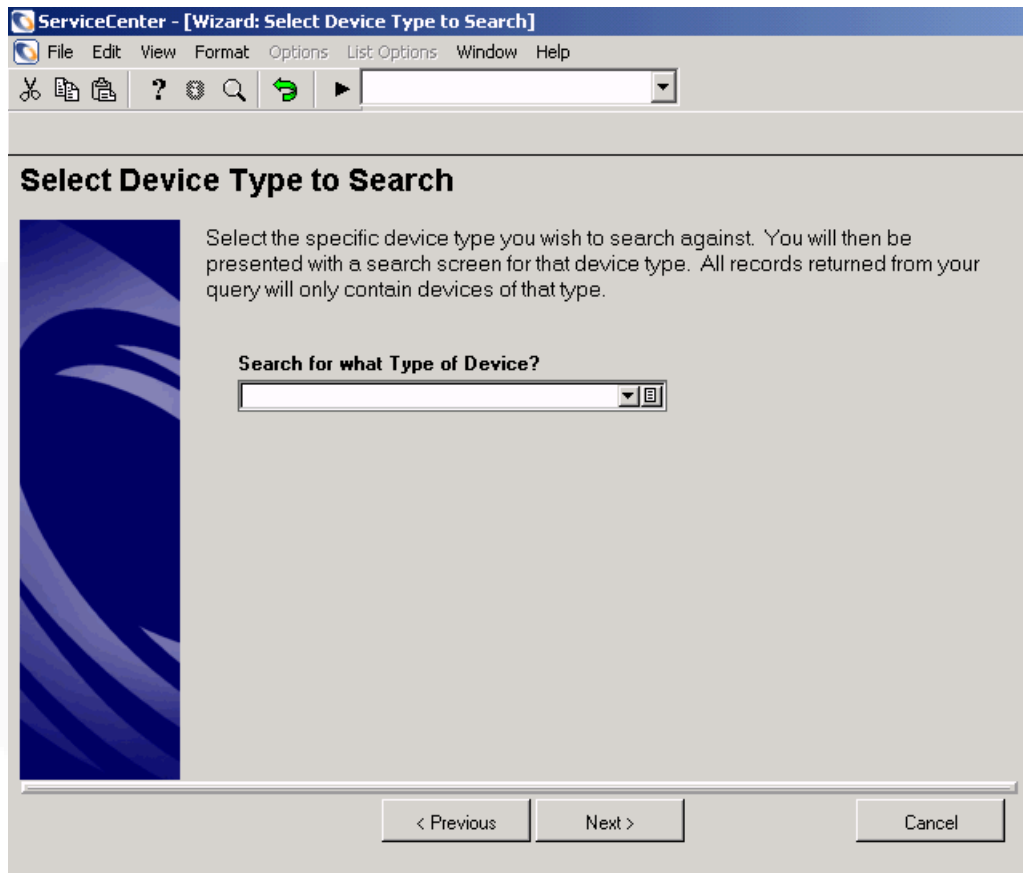 ServiceCenter - [Wizard: Select Device Type to Search]
File Edit View Format Options List Options Window Help
Select Device Type to Search
Select the specific device type you wish to search against. You will then be
presented with a search screen for that device type. All records returned from your
query will only contain devices of that type.
Search for what Type of Device?
< Previous Next > Cancel